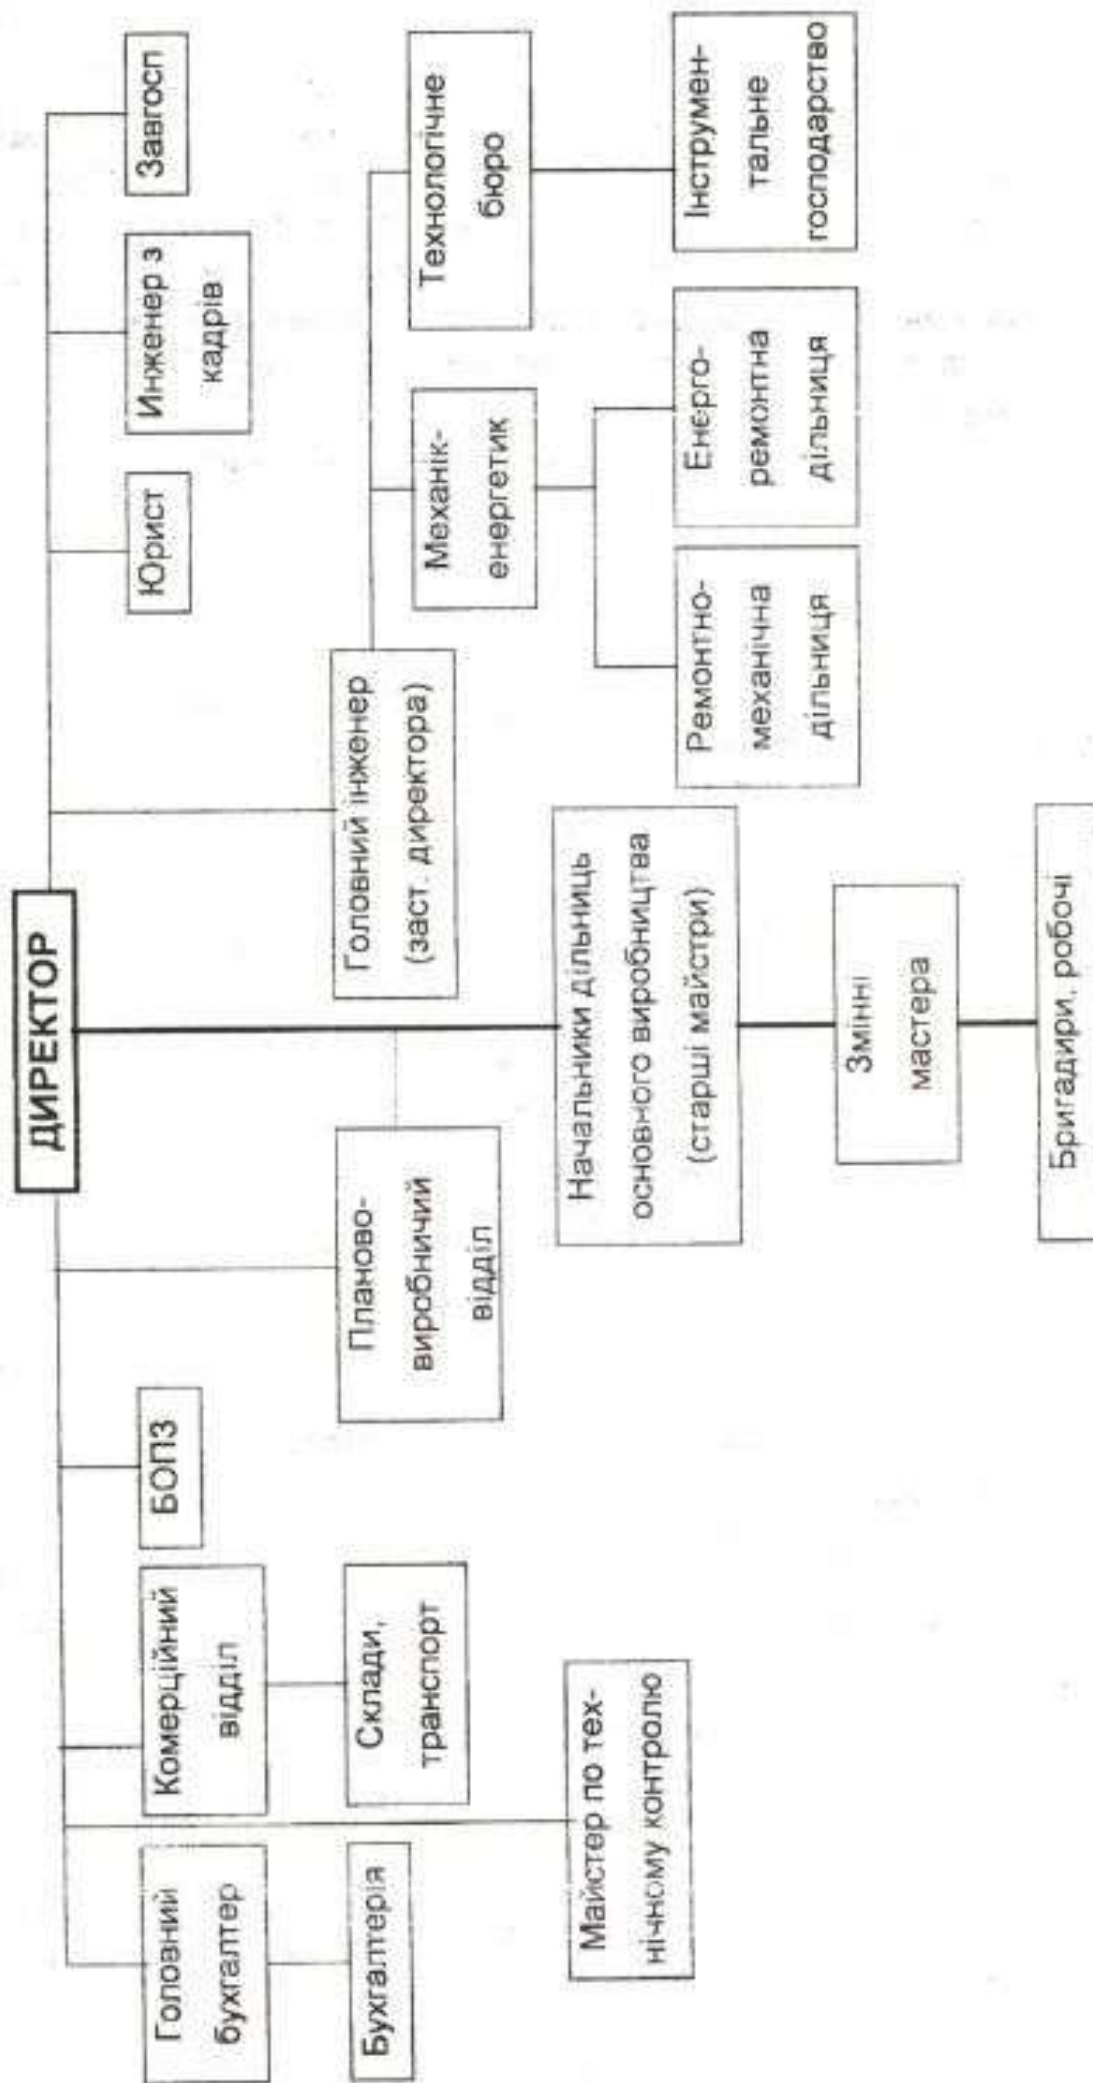 ДИРЕКТОР
Головний
бухгалтер
Комерційний
відділ
БОПЗ
Юрист
Инженер з
кадрів
Завгосп
Бухгалтерія
Склади,
транспорт
Планово-
виробничий
відділ
Головний інженер
(заст. директора)
Механік-
енергетик
Технологічне
бюро
Майстер по тех-
нічному контролю
Начальники дільниць
основного виробництва
(старші майстри)
Ремонтно-
механічна
дільниця
Енерго-
ремонтна
дільниця
Інструмен-
тальне
господарство
Змінні
мастера
Бригадири, робочі